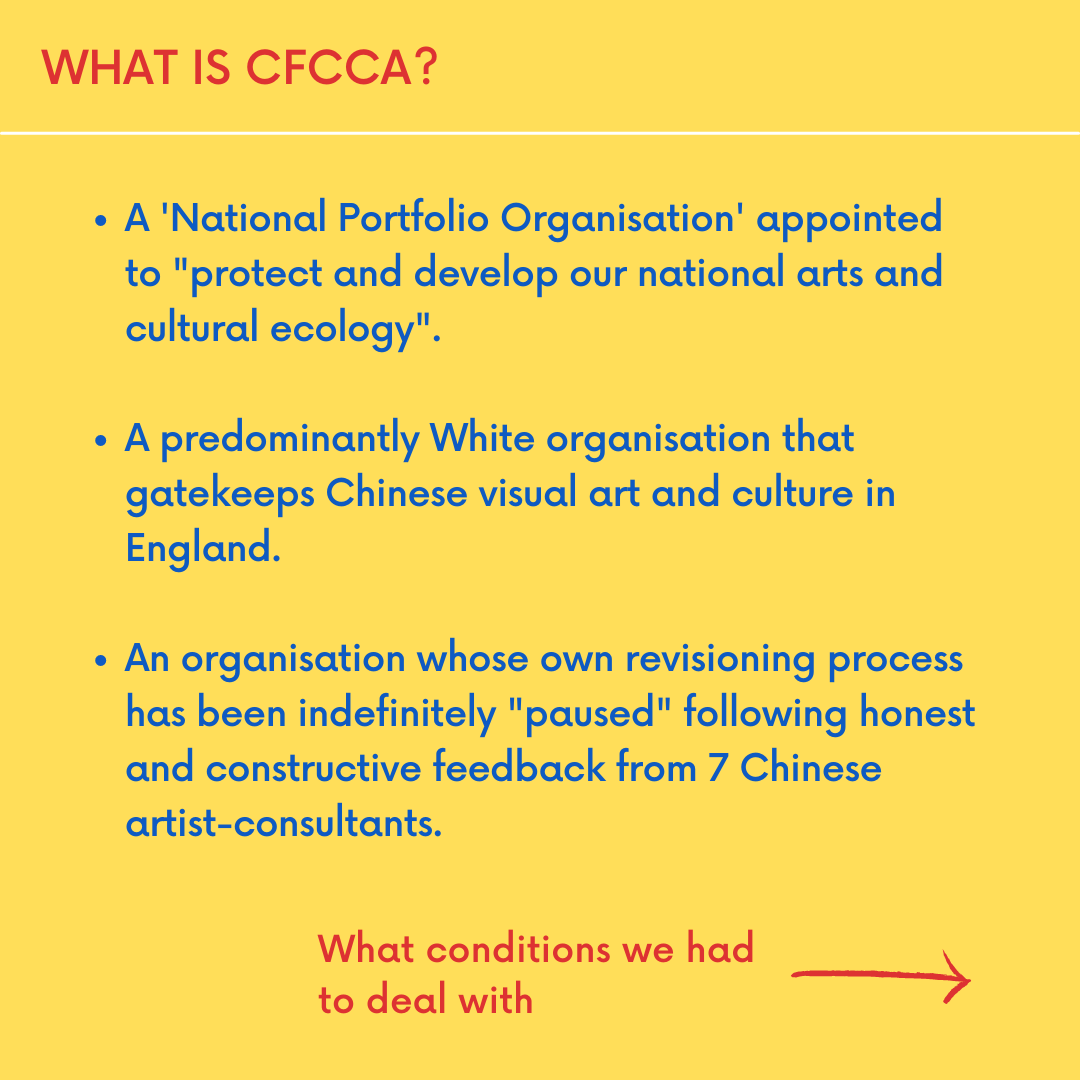 WHAT IS CFCCA?
• A 'National Portfolio Organisation' appointed
to "protect and develop our national arts and
cultural ecology".
• A predominantly White organisation that
gatekeeps Chinese visual art and culture in
England.
• An organisation whose own revisioning process
has been indefinitely "paused" following honest
and constructive feedback from 7 Chinese
artist-consultants.
What conditions we had
to deal with